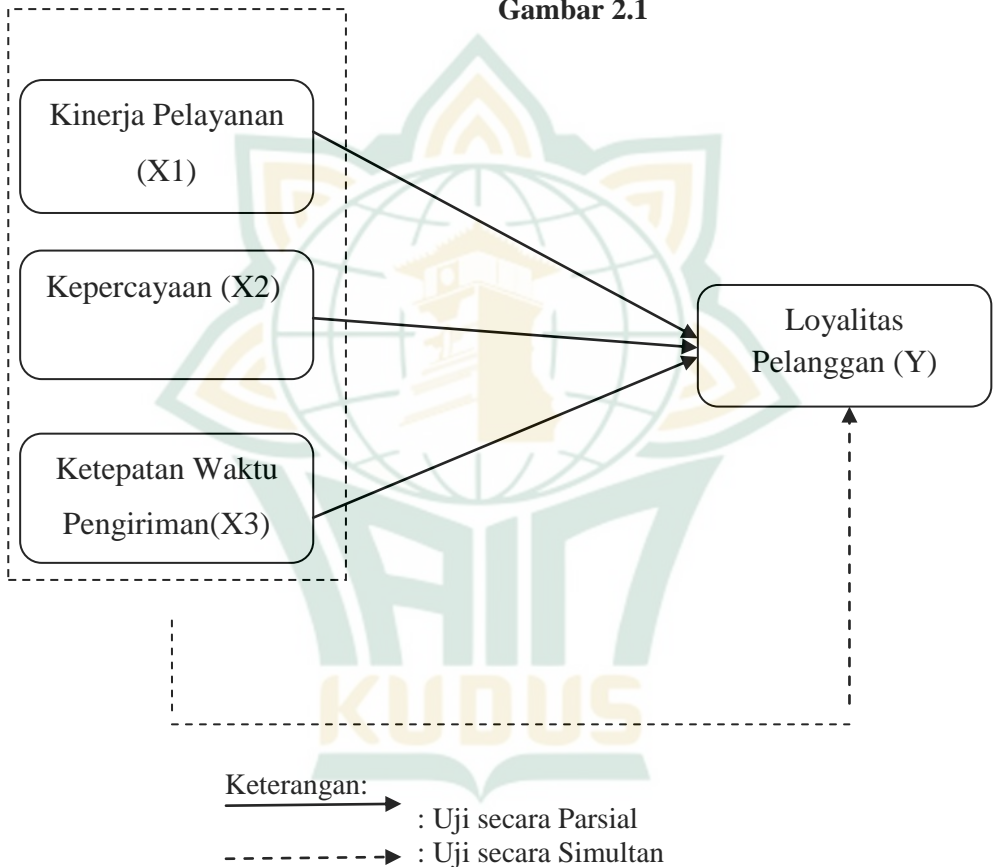 Gambar 2.1
Kinerja Pelayanan
(X1)
Kepercayaan (X2)
Ketepatan Waktu
Pengiriman(X3)
Loyalitas
Pelanggan (Y)
IAIN
KUDUS
Keterangan:
: Uji secara Parsial
: Uji secara Simultan